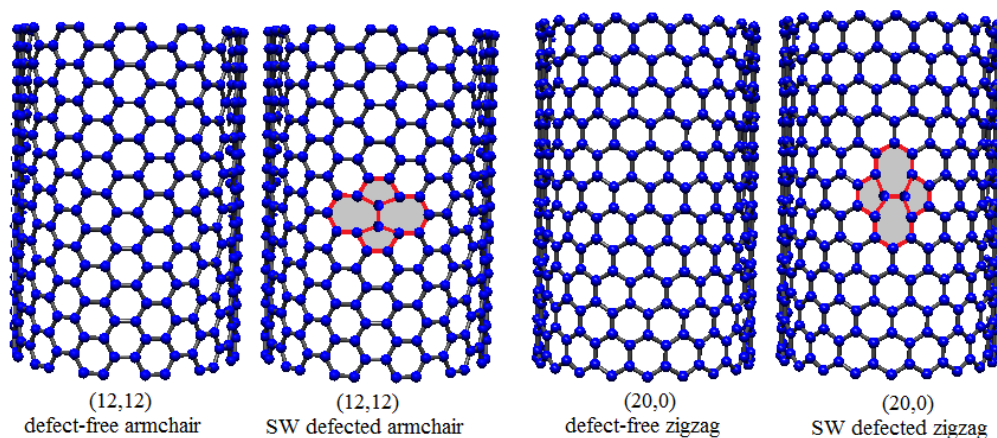 (12,12)
defect-free armchair
(12,12)
SW defected armchair
(20,0)
defect-free zigzag
(20,0)
SW defected zigzag